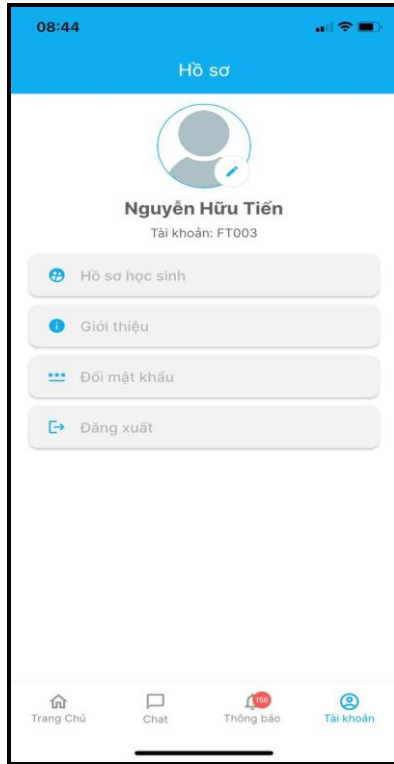 08:44
Hồ sơ
Nguyễn Hữu Tiến
Tài khoản: FT003
Hồ sơ học sinh
Giới thiệu
Đổi mật khẩu
Đăng xuất
156
Trang Chủ
Chat
Thông báo
Tài khoản